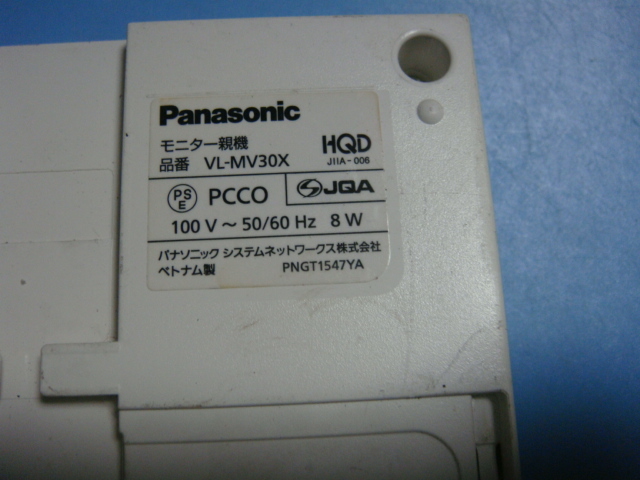 Panasonic
モニター親機 HQD
品番 VL-MV30X JIIA-006
PS E PCCO JQA
100 V ～ 50/60 Hz 8 W
パナソニック システムネットワークス株式会社
ベトナム製 PNGT1547YA